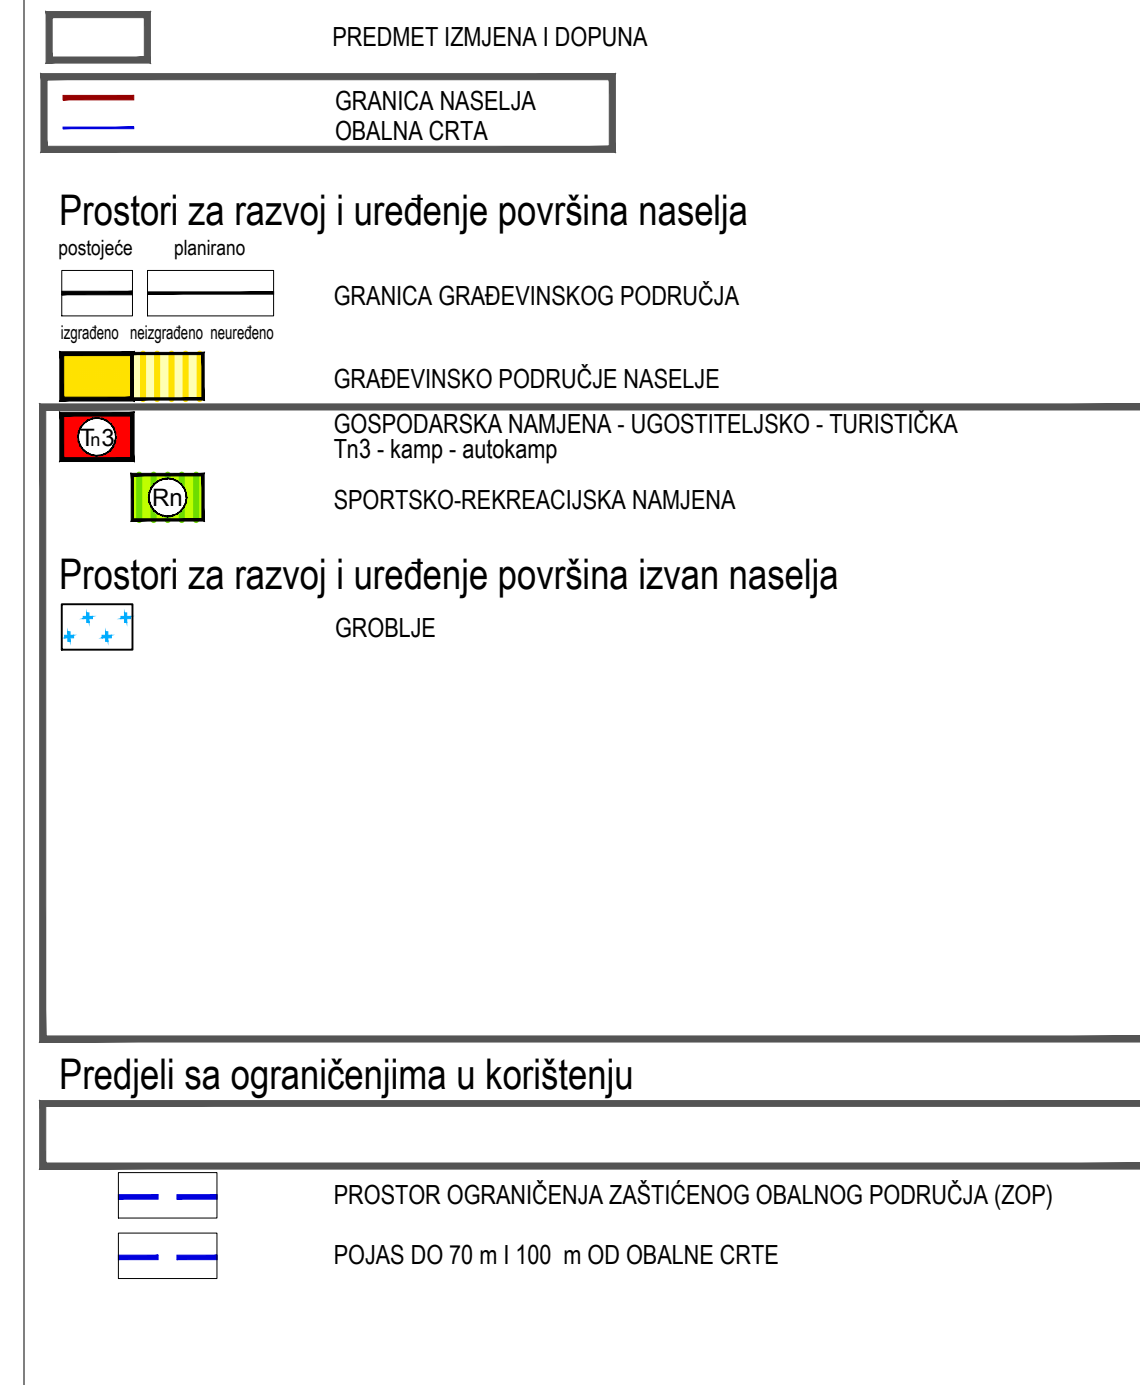 PREDMET IZMJENA I DOPUNA
GRANICA NASELJA
OBALNA CRTA
Prostori za razvoj i uređenje površina naselja
postojeće planirano
GRANICA GRAĐEVINSKOG PODRUČJA
izgrađeno neizgrađeno neuređeno
GRAĐEVINSKO PODRUČJE NASELJE
Tn3 GOSPODARSKA NAMJENA - UGOSTITELJSKO - TURISTIČKA
Tn3 - kamp - autokamp
Rn SPORTSKO-REKREACIJSKA NAMJENA
Prostori za razvoj i uređenje površina izvan naselja
GROBLJE
Predjeli sa ograničenjima u korištenju
PROSTOR OGRANIČENJA ZAŠTIĆENOG OBALNOG PODRUČJA (ZOP)
POJAS DO 70 m I 100 m OD OBALNE CRTE